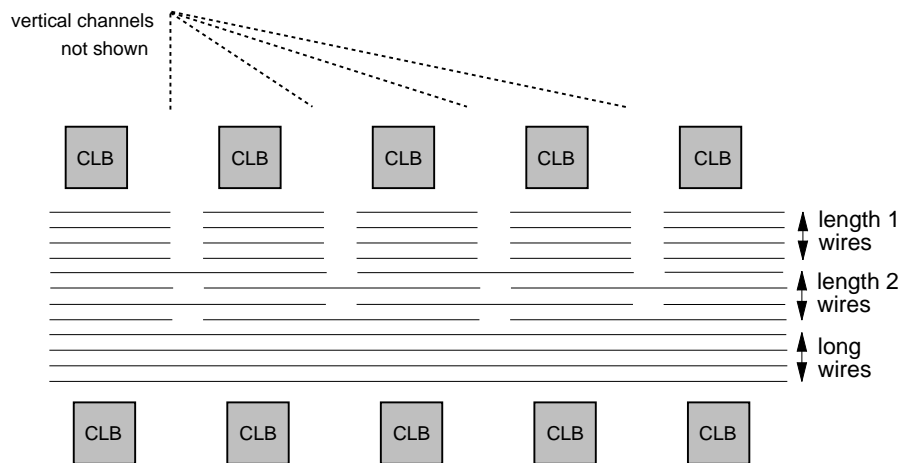 vertical channels
not shown
CLB CLB CLB CLB CLB
length 1
wires
length 2
wires
long
wires
CLB CLB CLB CLB CLB